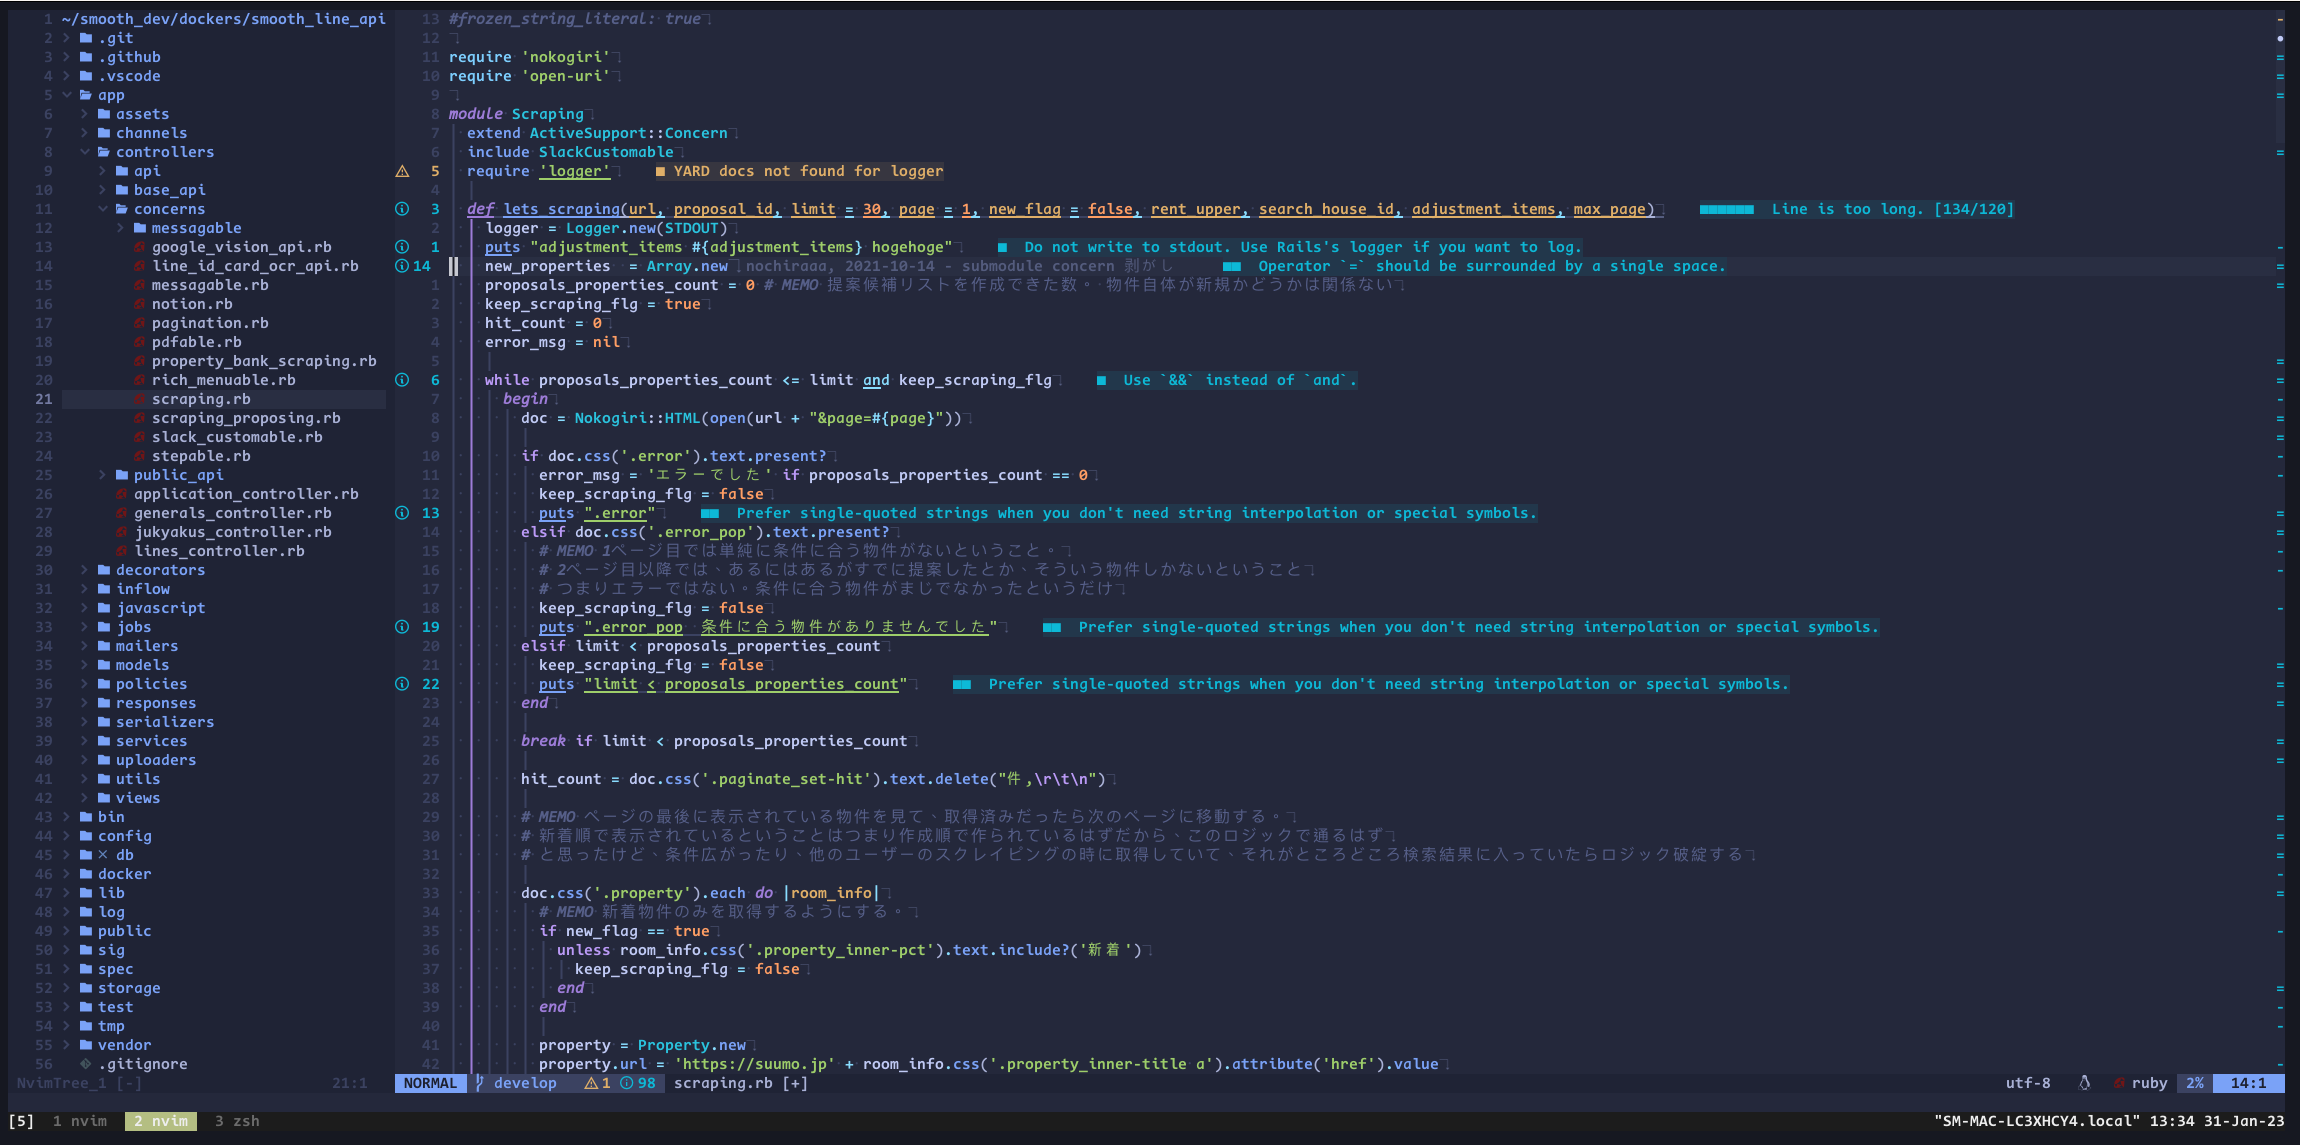 1 ~/smooth_dev/dockers/smooth_line_api
2 .git
3 .github
4 .vscode
5 app
6 assets
7 channels
8 controllers
9 api
10 base_api
11 concerns
12 messagable
13 google_vision_api.rb
14 line_id_card_ocr_api.rb
15 messagable.rb
16 notion.rb
17 pagination.rb
18 pdfable.rb
19 property_bank_scraping.rb
20 rich_menuable.rb
21 scraping.rb
22 scraping_proposing.rb
23 slack_customable.rb
24 stepable.rb
25 public_api
26 application_controller.rb
27 generals_controller.rb
28 jukyakus_controller.rb
29 lines_controller.rb
30 decorators
31 inflow
32 javascript
33 jobs
34 mailers
35 models
36 policies
37 responses
38 serializers
39 services
40 uploaders
41 utils
42 views
43 bin
44 config
45 ✕ db
46 docker
47 lib
48 log
49 public
50 sig
51 spec
52 storage
53 test
54 tmp
55 vendor
56 .gitignore
NvimTree_1 [-] 21:1
13 #frozen_string_literal: true
12
11 require 'nokogiri'
10 require 'open-uri'
9
8 module Scraping
7 extend ActiveSupport::Concern
6 include SlackCustomable
5 require 'logger' ■ YARD docs not found for logger
4
3 def lets_scraping(url, proposal_id, limit = 30, page = 1, new_flag = false, rent_upper, search_house_id, adjustment_items, max_page) ■■■■■■ Line is too long. [134/120]
2 logger = Logger.new(STDOUT)
1 puts "adjustment_items #{adjustment_items} hogehoge" ■ Do not write to stdout. Use Rails's logger if you want to log.
14 new_properties = Array.new nochiraaa, 2021-10-14 - submodule concern 剥がし ■■ Operator `=` should be surrounded by a single space.
1 proposals_properties_count = 0 # MEMO 提案候補リストを作成できた数。 物件自体が新規かどうかは関係ない
2 keep_scraping_flg = true
3 hit_count = 0
4 error_msg = nil
5
6 while proposals_properties_count <= limit and keep_scraping_flg ■ Use `&&` instead of `and`.
7 begin
8 doc = Nokogiri::HTML(open(url + "&page=#{page}"))
9
10 if doc.css('.error').text.present?
11 error_msg = 'エラーでした' if proposals_properties_count == 0
12 keep_scraping_flg = false
13 puts ".error" ■■ Prefer single-quoted strings when you don't need string interpolation or special symbols.
14 elsif doc.css('.error_pop').text.present?
15 # MEMO 1ページ目では単純に条件に合う物件がないということ。
16 # 2ページ目以降では、あるにはあるがすでに提案したとか、そういう物件しかないということ
17 # つまりエラーではない。条件に合う物件がまじでなかったというだけ
18 keep_scraping_flg = false
19 puts ".error_pop 条件に合う物件がありませんでした" ■■ Prefer single-quoted strings when you don't need string interpolation or special symbols.
20 elsif limit < proposals_properties_count
21 keep_scraping_flg = false
22 puts "limit < proposals_properties_count" ■■ Prefer single-quoted strings when you don't need string interpolation or special symbols.
23 end
24
25 break if limit < proposals_properties_count
26
27 hit_count = doc.css('.paginate_set-hit').text.delete("件,\r\t\n")
28
29 # MEMO ページの最後に表示されている物件を見て、取得済みだったら次のページに移動する。
30 # 新着順で表示されているということはつまり作成順で作られているはずだから、このロジックで通るはず
31 # と思ったけど、条件広がったり、他のユーザーのスクレイピングの時に取得していて、それがところどころ検索結果に入っていたらロジック破綻する
32
33 doc.css('.property').each do |room_info|
34 # MEMO 新着物件のみを取得するようにする。
35 if new_flag == true
36 unless room_info.css('.property_inner-pct').text.include?('新着')
37 keep_scraping_flg = false
38 end
39 end
40
41 property = Property.new
42 property.url = 'https://suumo.jp' + room_info.css('.property_inner-title a').attribute('href').value
NORMAL develop 1 98 scraping.rb [+] utf-8 ruby 2% 14:1
[5] 1 nvim 2 nvim 3 zsh "SM-MAC-LC3XHCY4.local" 13:34 31-Jan-23